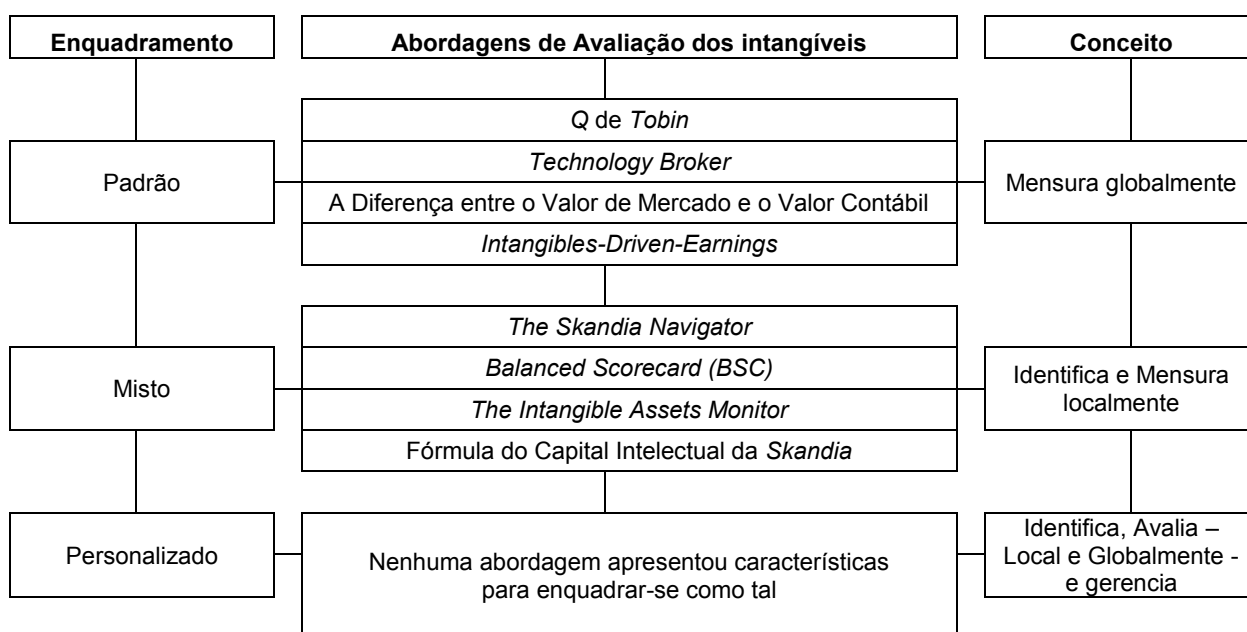 Enquadramento
Abordagens de Avaliação dos intangíveis
Conceito
Padrão
Q de Tobin
Technology Broker
A Diferença entre o Valor de Mercado e o Valor Contábil
Intangibles-Driven-Earnings
Mensura globalmente
Misto
The Skandia Navigator
Balanced Scorecard (BSC)
The Intangible Assets Monitor
Fórmula do Capital Intelectual da Skandia
Identifica e Mensura
localmente
Personalizado
Nenhuma abordagem apresentou características
para enquadrar-se como tal
Identifica, Avalia –
Local e Globalmente -
e gerencia